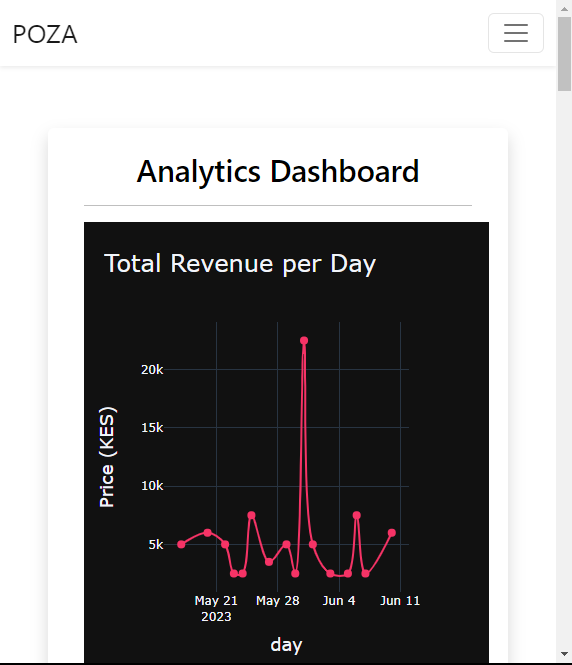 POZA
Analytics Dashboard
Total Revenue per Day
20k
15k
10k
5k
Price (KES)
May 21 May 28 Jun 4 Jun 11
2023
day